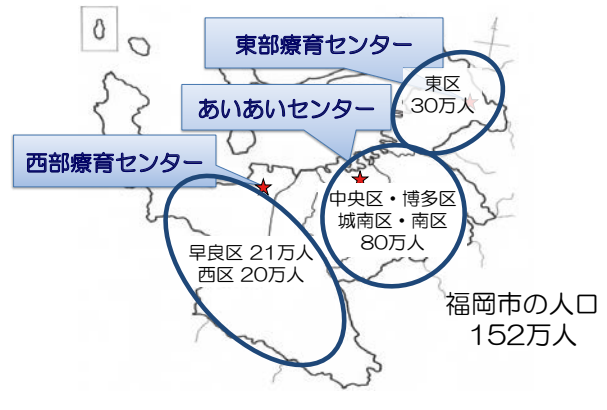 東部療育センター
東区
30万人
あいあいセンター
西部療育センター
中央区・博多区
城南区・南区
80万人
早良区 21万人
西区 20万人
福岡市の人口
152万人